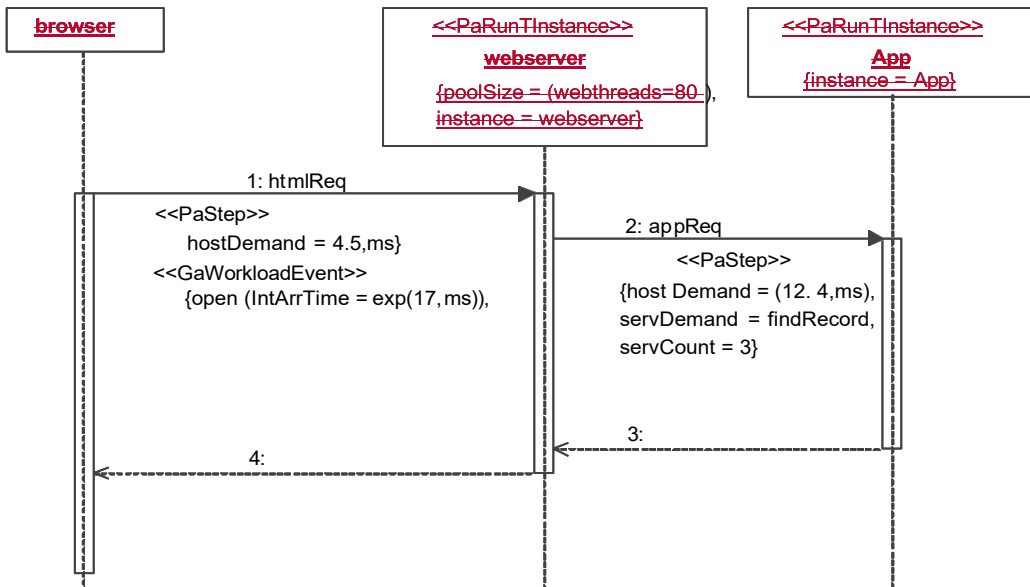 browser
<<PaRunTInstance>>
webserver
{poolSize = (webthreads=80 ),
instance = webserver}
<<PaRunTInstance>>
App
{instance = App}
1: htmlReq
<<PaStep>>
hostDemand = 4.5,ms}
<<GaWorkloadEvent>>
{open (IntArrTime = exp(17,ms)),
2: appReq
<<PaStep>>
{host Demand = (12. 4,ms),
servDemand = findRecord,
servCount = 3}
3:
4: